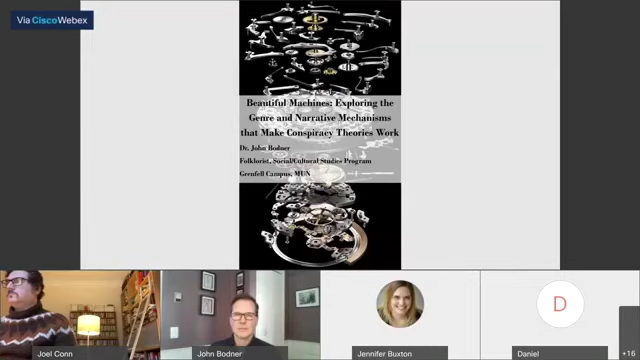 Via CiscoWebex
Beautiful Machines: Exploring the
Genre and Narrative Mechanisms
that Make Conspiracy Theories Work
Dr. John Bodner
Folklorist, Social/Cultural Studies Program
Grenfell Campus, MUN
Joel Conn
John Bodner
Jennifer Buxton
D
Daniel
+16